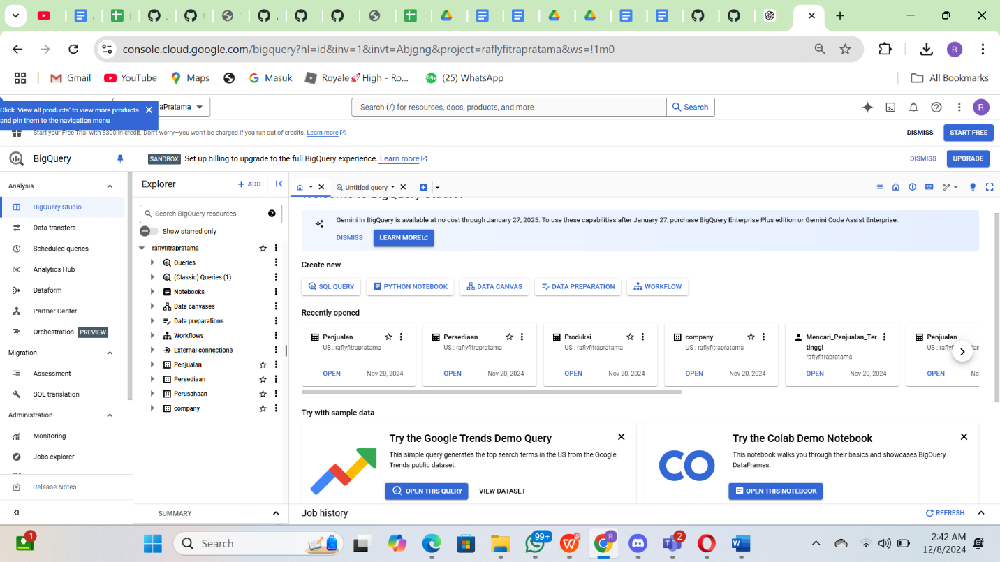 console.cloud.google.com/bigquery?hl=id&inv=1&invt=Abjgng&project=raflyfitrapratama&ws=!1m0
R
Gmail
YouTube
Maps
Masuk
Royale🚀High - Ro...
99+
(25) WhatsApp
All Bookmarks
Click 'View all products' to view more products
and pin them to the navigation menu
raPratama
Search (/) for resources, docs, products, and more
Search
R
Start your Free Trial with $300 in credit. Don't worry—you won't be charged if you run out of credits. Learn more
DISMISS
START FREE
BigQuery
SANDBOX
Set up billing to upgrade to the full BigQuery experience. Learn more
DISMISS
UPGRADE
Analysis
BigQuery Studio
Data transfers
Scheduled queries
Analytics Hub
Dataform
Partner Center
Orchestration
PREVIEW
Migration
Assessment
SQL translation
Administration
Monitoring
Jobs explorer
Release Notes
Explorer
+ ADD
Search BigQuery resources
Show starred only
raflyfitrapratama
Queries
(Classic) Queries (1)
Notebooks
Data canvases
Data preparations
Workflows
External connections
Penjualan
Persediaan
Perusahaan
company
SUMMARY
Untitled query
Welcome to BigQuery Studio!
Gemini in BigQuery is available at no cost through January 27, 2025. To use these capabilities after January 27, purchase BigQuery Enterprise Plus edition or Gemini Code Assist Enterprise.
DISMISS
LEARN MORE
Create new
SQL QUERY
PYTHON NOTEBOOK
DATA CANVAS
DATA PREPARATION
WORKFLOW
Recently opened
Penjualan
US : raflyfitrapratama
OPEN
Nov 20, 2024
Persediaan
US : raflyfitrapratama
OPEN
Nov 20, 2024
Produksi
US : raflyfitrapratama
OPEN
Nov 20, 2024
company
US : raflyfitrapratama
OPEN
Nov 20, 2024
Mencari_Penjualan_Ter
tinggi
raflyfitrapratama
OPEN
Nov 20, 2024
Penjualan
OPEN
Try with sample data
Try the Google Trends Demo Query
This simple query generates the top search terms in the US from the Google
Trends public dataset.
OPEN THIS QUERY
VIEW DATASET
Try the Colab Demo Notebook
This notebook walks you through their basics and showcases BigQuery
DataFrames.
OPEN THIS NOTEBOOK
Job history
REFRESH
1
Search
99+
R
2
2:42 AM
12/8/2024